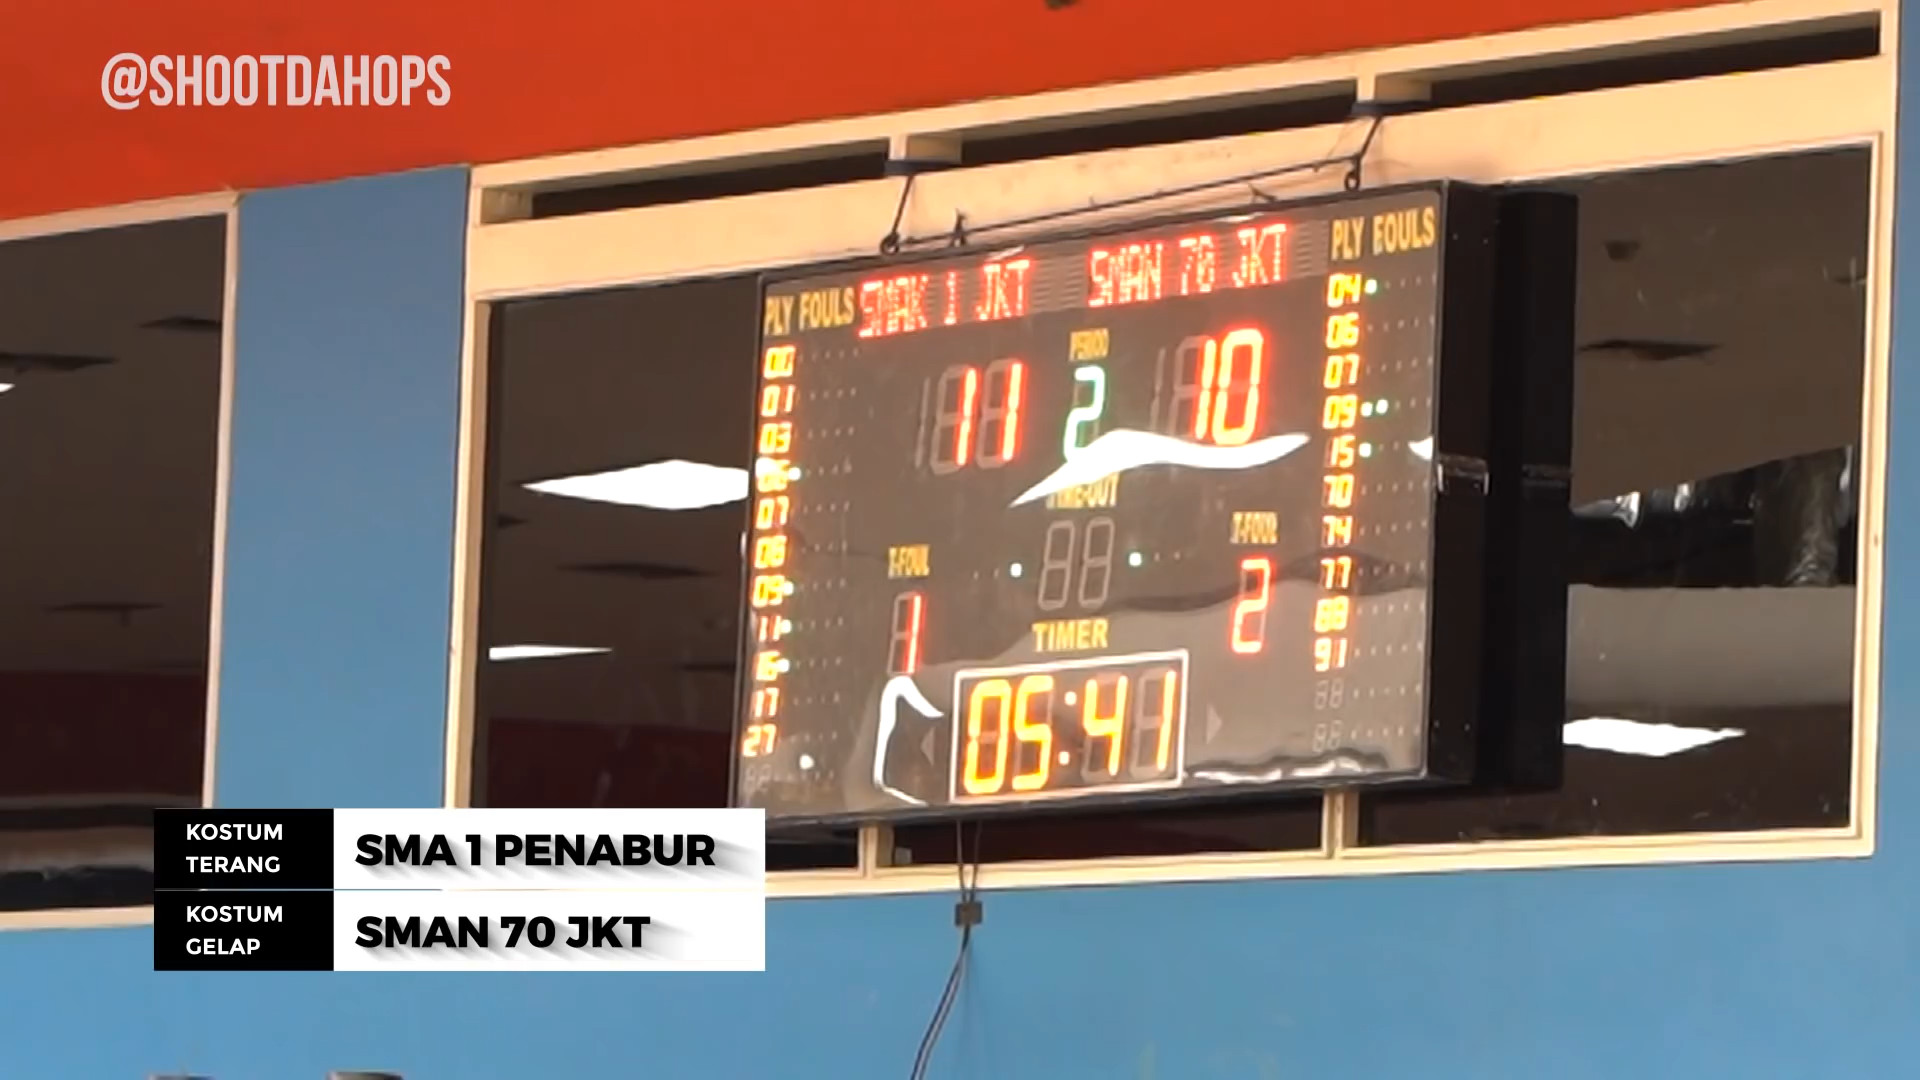 @SHOOTDAHOPS
PLY FOULS
SMAK 1 JKT
SMAN 70 JKT
PLY FOULS
11
PERIOD
2
10
00
01
03
07
08
09
11
16
17
27
04
06
07
09
15
70
74
77
88
91
TIME-OUT
T-FOUL
1
T-FOUL
2
TIMER
05:41
KOSTUM TERANG
SMA 1 PENABUR
KOSTUM GELAP
SMAN 70 JKT